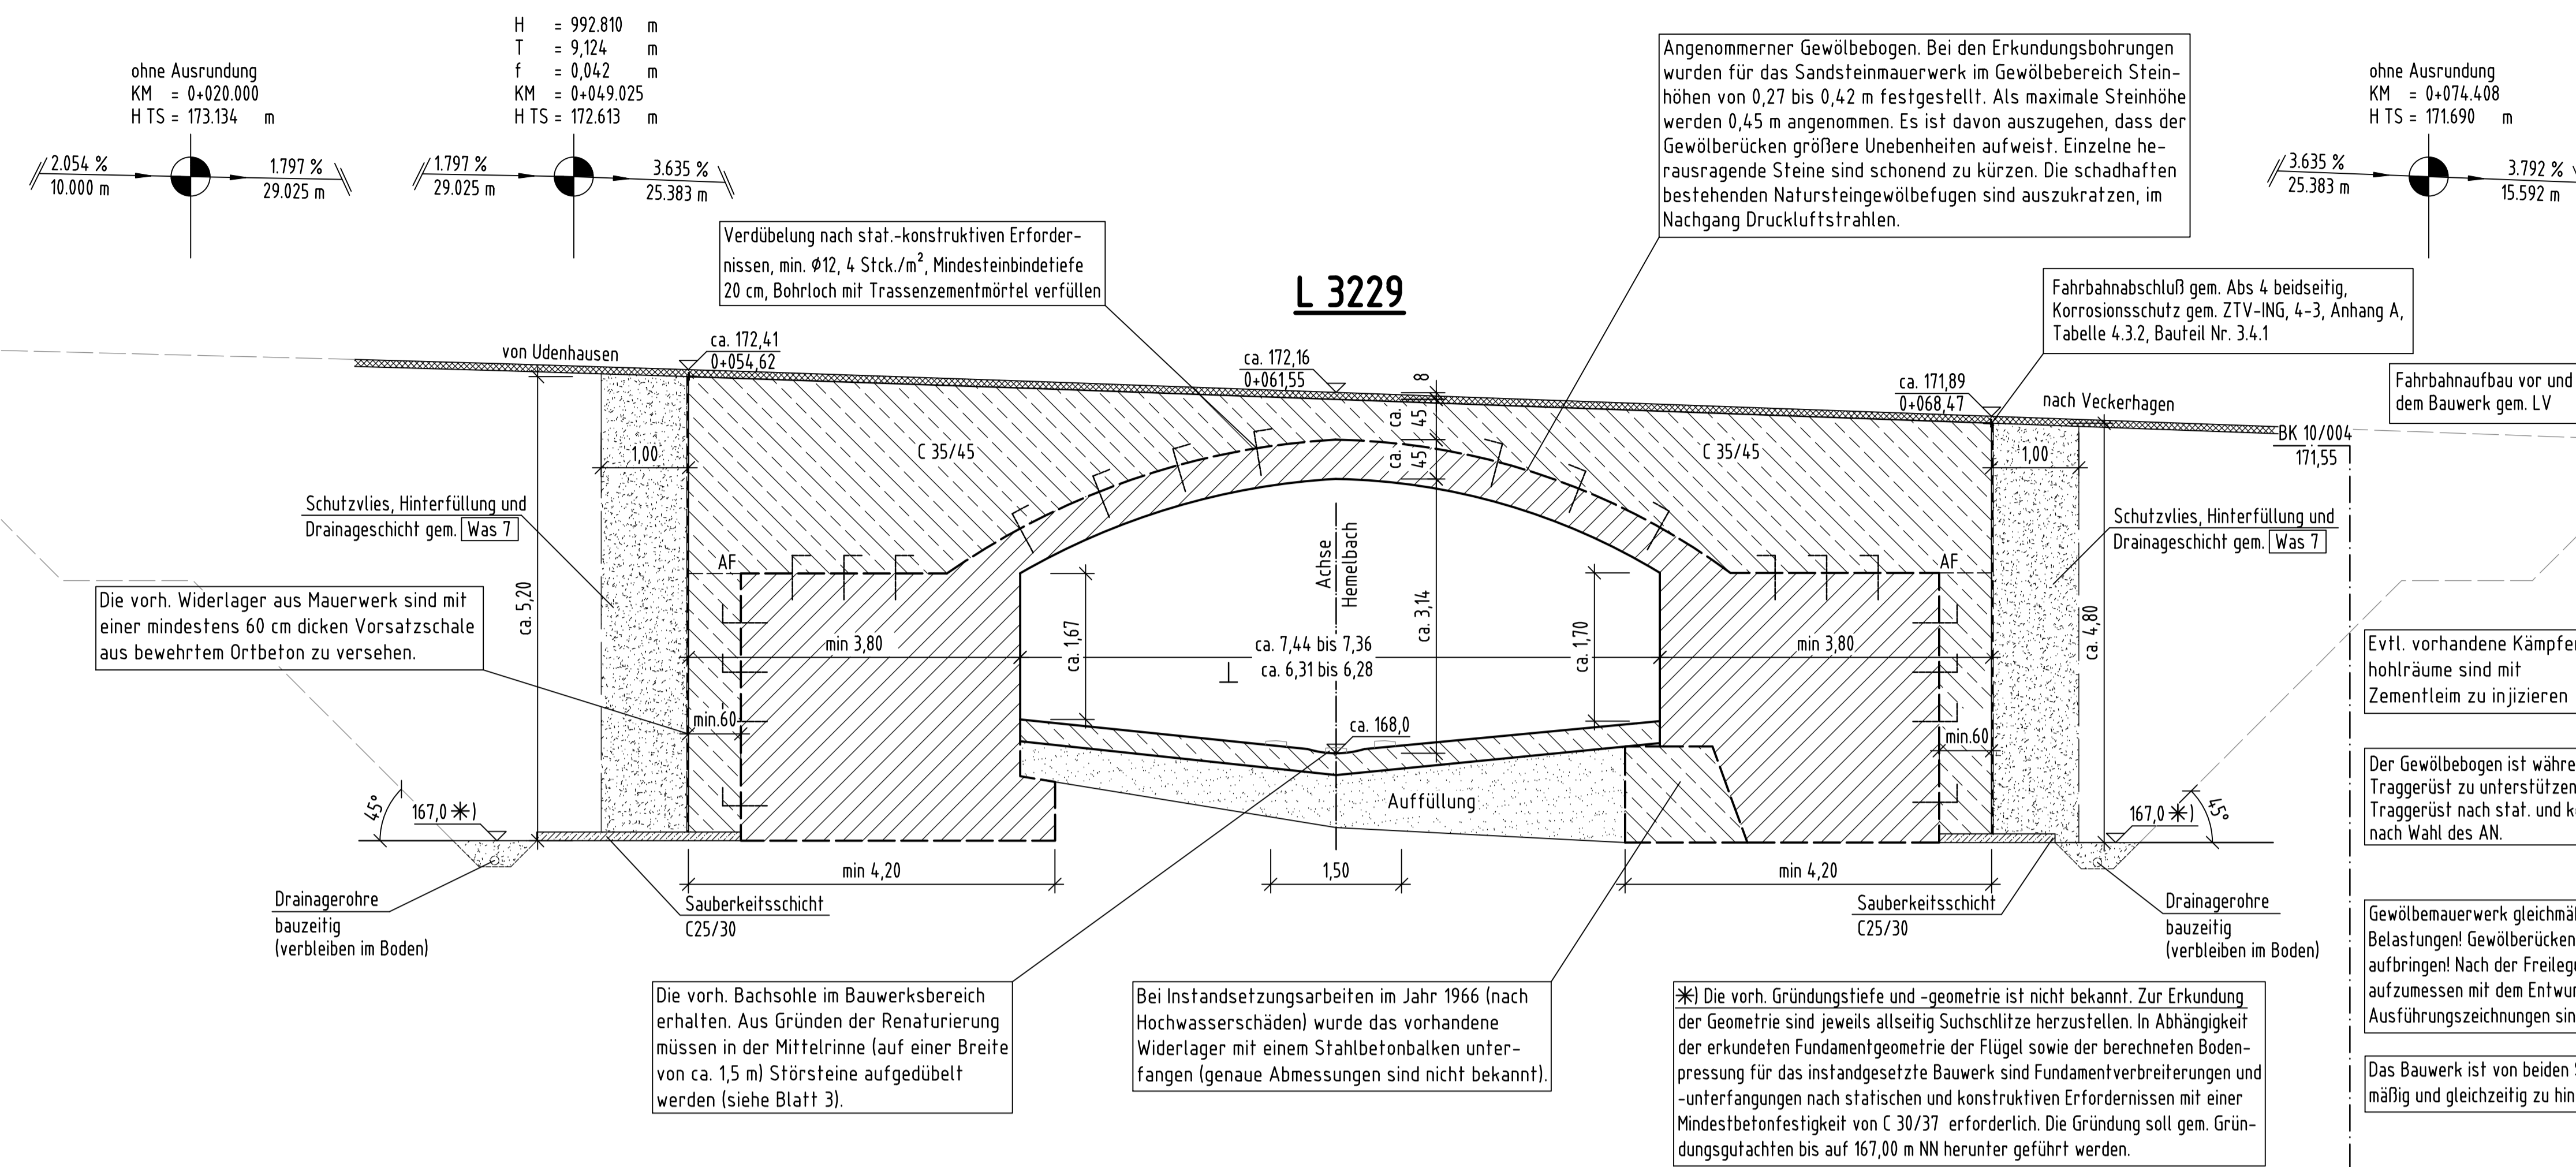 ohne Ausrundung
KM = 0+020.000
H TS = 173.134 m
2.054 %
10.000 m
1.797 %
29.025 m
H = 992.810 m
T = 9,124 m
f = 0,042 m
KM = 0+049.025
H TS = 172.613 m
1.797 %
29.025 m
3.635 %
25.383 m
Angenommerner Gewölbebogen. Bei den Erkundungsbohrungen
wurden für das Sandsteinmauerwerk im Gewölbebereich Stein-
höhen von 0,27 bis 0,42 m festgestellt. Als maximale Steinhöhe
werden 0,45 m angenommen. Es ist davon auszugehen, dass der
Gewölberücken größere Unebenheiten aufweist. Einzelne he-
rausragende Steine sind schonend zu kürzen. Die schadhaften
bestehenden Natursteingewölbefugen sind auszukratzen, im
Nachgang Druckluftstrahlen.
ohne Ausrundung
KM = 0+074.408
H TS = 171.690 m
3.635 %
25.383 m
3.792 %
15.592 m
Verdübelung nach stat.-konstruktiven Erforder-
nissen, min. Ø12, 4 Stck./m², Mindesteinbindetiefe
20 cm, Bohrloch mit Trassenzementmörtel verfüllen
L 3229
Fahrbahnabschluß gem. Abs 4 beidseitig,
Korrosionsschutz gem. ZTV-ING, 4-3, Anhang A,
Tabelle 4.3.2, Bauteil Nr. 3.4.1
Fahrbahnaufbau vor und
dem Bauwerk gem. LV
von Udenhausen
ca. 172,41
0+054,62
ca. 172,16
0+061,55
8
ca. 45
ca. 45
ca. 171,89
0+068,47
nach Veckerhagen
BK 10/004
171,55
C 35/45
C 35/45
1,00
1,00
Schutzvlies, Hinterfüllung und
Drainageschicht gem. Was 7
Schutzvlies, Hinterfüllung und
Drainageschicht gem. Was 7
AF
AF
Achse
Hemelbach
Die vorh. Widerlager aus Mauerwerk sind mit
einer mindestens 60 cm dicken Vorsatzschale
aus bewehrtem Ortbeton zu versehen.
ca. 5,20
min 3,80
ca. 1,67
ca. 7,44 bis 7,36
ca. 6,31 bis 6,28
ca. 3,14
ca. 1,70
min 3,80
ca. 4,80
Evtl. vorhandene Kämpfer
hohlräume sind mit
Zementleim zu injizieren
min.60
ca. 168,0
min.60
Der Gewölbebogen ist währe
Traggerüst zu unterstützen
Traggerüst nach stat. und k
nach Wahl des AN.
45°
167,0 *)
Auffüllung
167,0 *)
45°
min 4,20
1,50
min 4,20
Drainagerohre
bauzeitig
(verbleiben im Boden)
Sauberkeitsschicht
C25/30
Sauberkeitsschicht
C25/30
Drainagerohre
bauzeitig
(verbleiben im Boden)
Gewölbemauerwerk gleichmä
Belastungen! Gewölberücken
aufbringen! Nach der Freileg
aufzumessen mit dem Entwu
Ausführungszeichnungen sin
Die vorh. Bachsohle im Bauwerksbereich
erhalten. Aus Gründen der Renaturierung
müssen in der Mittelrinne (auf einer Breite
von ca. 1,5 m) Störsteine aufgedübelt
werden (siehe Blatt 3).
Bei Instandsetzungsarbeiten im Jahr 1966 (nach
Hochwasserschäden) wurde das vorhandene
Widerlager mit einem Stahlbetonbalken unter-
fangen (genaue Abmessungen sind nicht bekannt).
*) Die vorh. Gründungstiefe und -geometrie ist nicht bekannt. Zur Erkundung
der Geometrie sind jeweils allseitig Suchschlitze herzustellen. In Abhängigkeit
der erkundeten Fundamentgeometrie der Flügel sowie der berechneten Boden-
pressung für das instandgesetzte Bauwerk sind Fundamentverbreiterungen und
-unterfangungen nach statischen und konstruktiven Erfordernissen mit einer
Mindestbetonfestigkeit von C 30/37 erforderlich. Die Gründung soll gem. Grün-
dungsgutachten bis auf 167,00 m NN herunter geführt werden.
Das Bauwerk ist von beiden S
mäßig und gleichzeitig zu hin